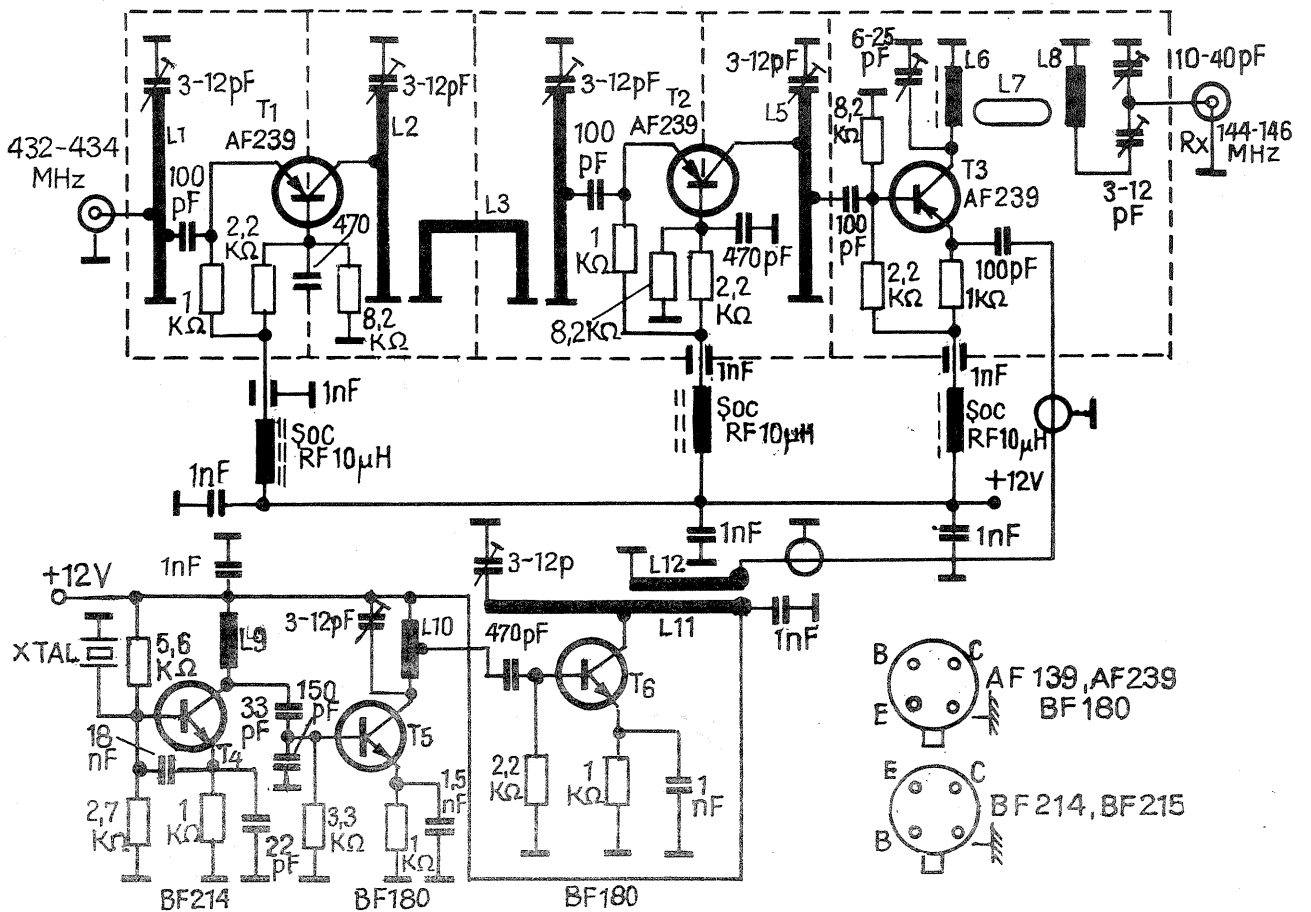 432-434
MHz
3-12pF
L1
T1
AF239
100
pF
2,2
KΩ
1
KΩ
470
8,2
KΩ
3-12pF
L2
L3
3-12pF
100
pF
T2
AF239
1
KΩ
8,2KΩ
2,2
KΩ
470pF
3-12pF
L5
100
pF
6-25
pF
8,2
KΩ
L6
L7
L8
T3
AF239
2,2
KΩ
1KΩ
100pF
10-40pF
Rx
144-146
MHz
3-12
pF
1nF
ȘOC
RF10μH
1nF
ȘOC
RF10μH
1nF
ȘOC
RF10μH
1nF
+12V
1nF
1nF
+12V
1nF
XTAL
5,6
KΩ
L9
3-12pF
L10
18
nF
T4
33
pF
150
pF
T5
2,7
KΩ
1
KΩ
22
pF
3,3
KΩ
1
KΩ
1,5
nF
3-12p
L12
L11
1nF
470pF
T6
2,2
KΩ
1
KΩ
1
nF
BF214
BF180
BF180
B
C
E
AF139,AF239
BF180
E
C
B
BF214,BF215